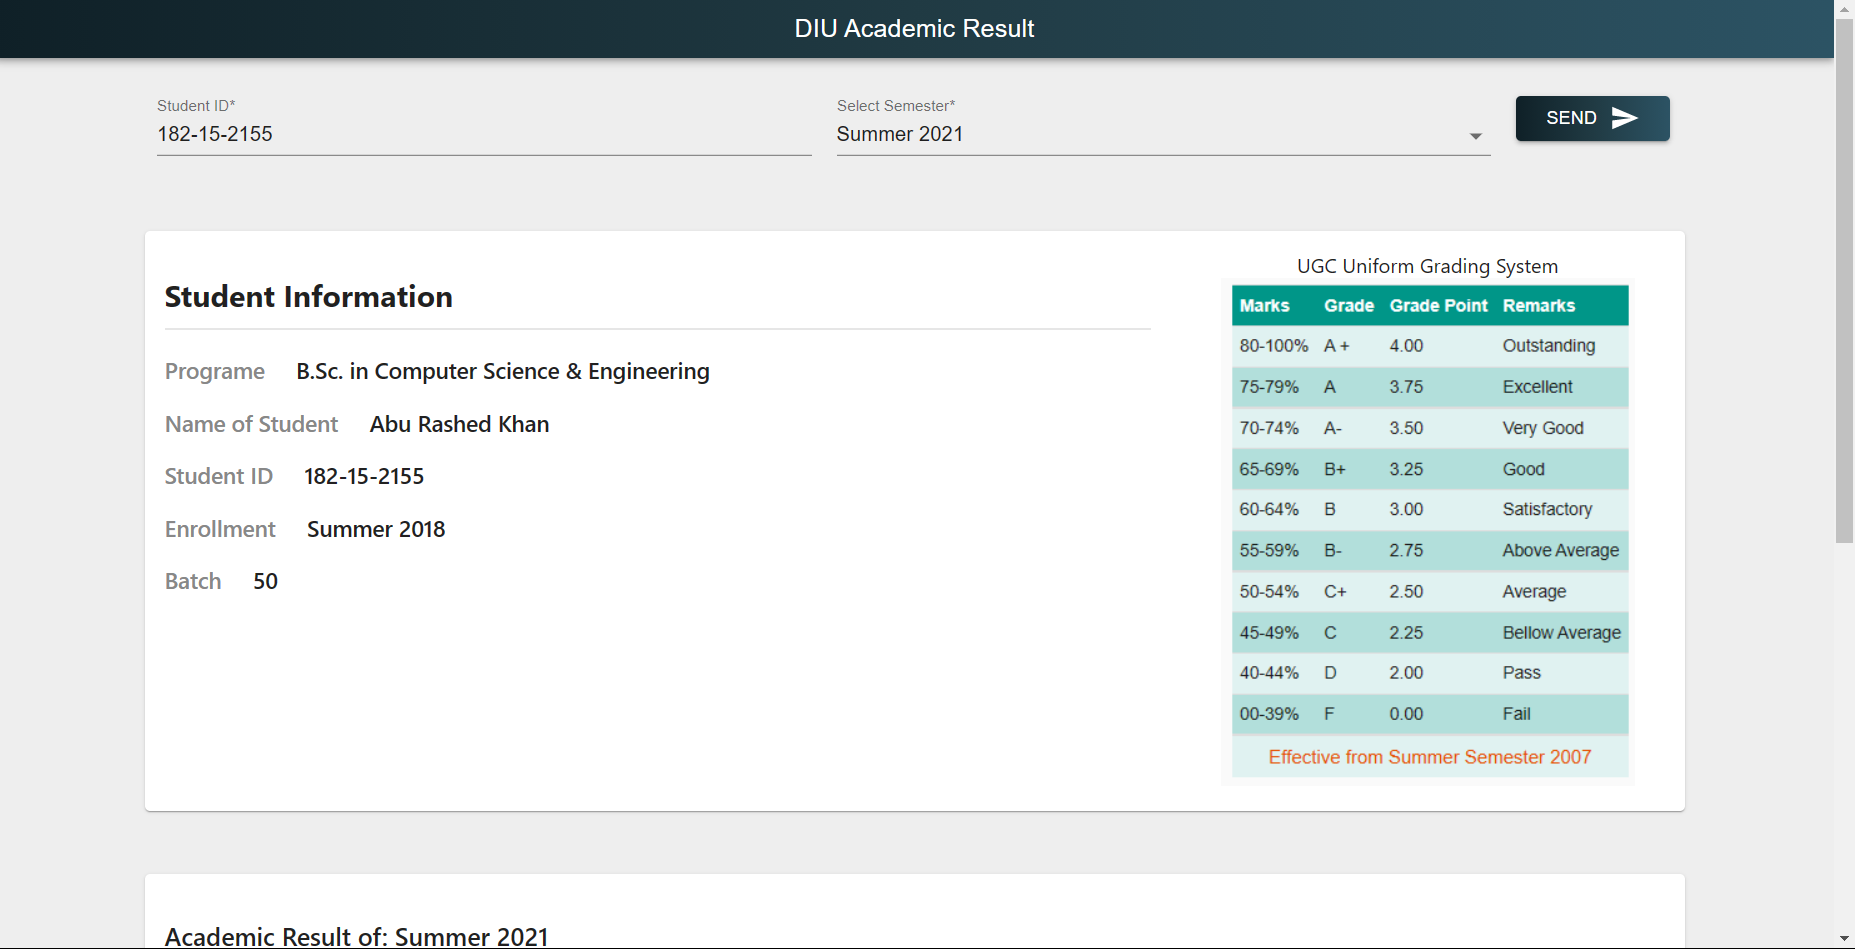 DIU Academic Result
Student ID*
182-15-2155
Select Semester*
Summer 2021
SEND
Student Information
Programe B.Sc. in Computer Science & Engineering
Name of Student Abu Rashed Khan
Student ID 182-15-2155
Enrollment Summer 2018
Batch 50
UGC Uniform Grading System
Marks Grade Grade Point Remarks
80-100% A + 4.00 Outstanding
75-79% A 3.75 Excellent
70-74% A- 3.50 Very Good
65-69% B+ 3.25 Good
60-64% B 3.00 Satisfactory
55-59% B- 2.75 Above Average
50-54% C+ 2.50 Average
45-49% C 2.25 Bellow Average
40-44% D 2.00 Pass
00-39% F 0.00 Fail
Effective from Summer Semester 2007
Academic Result of: Summer 2021